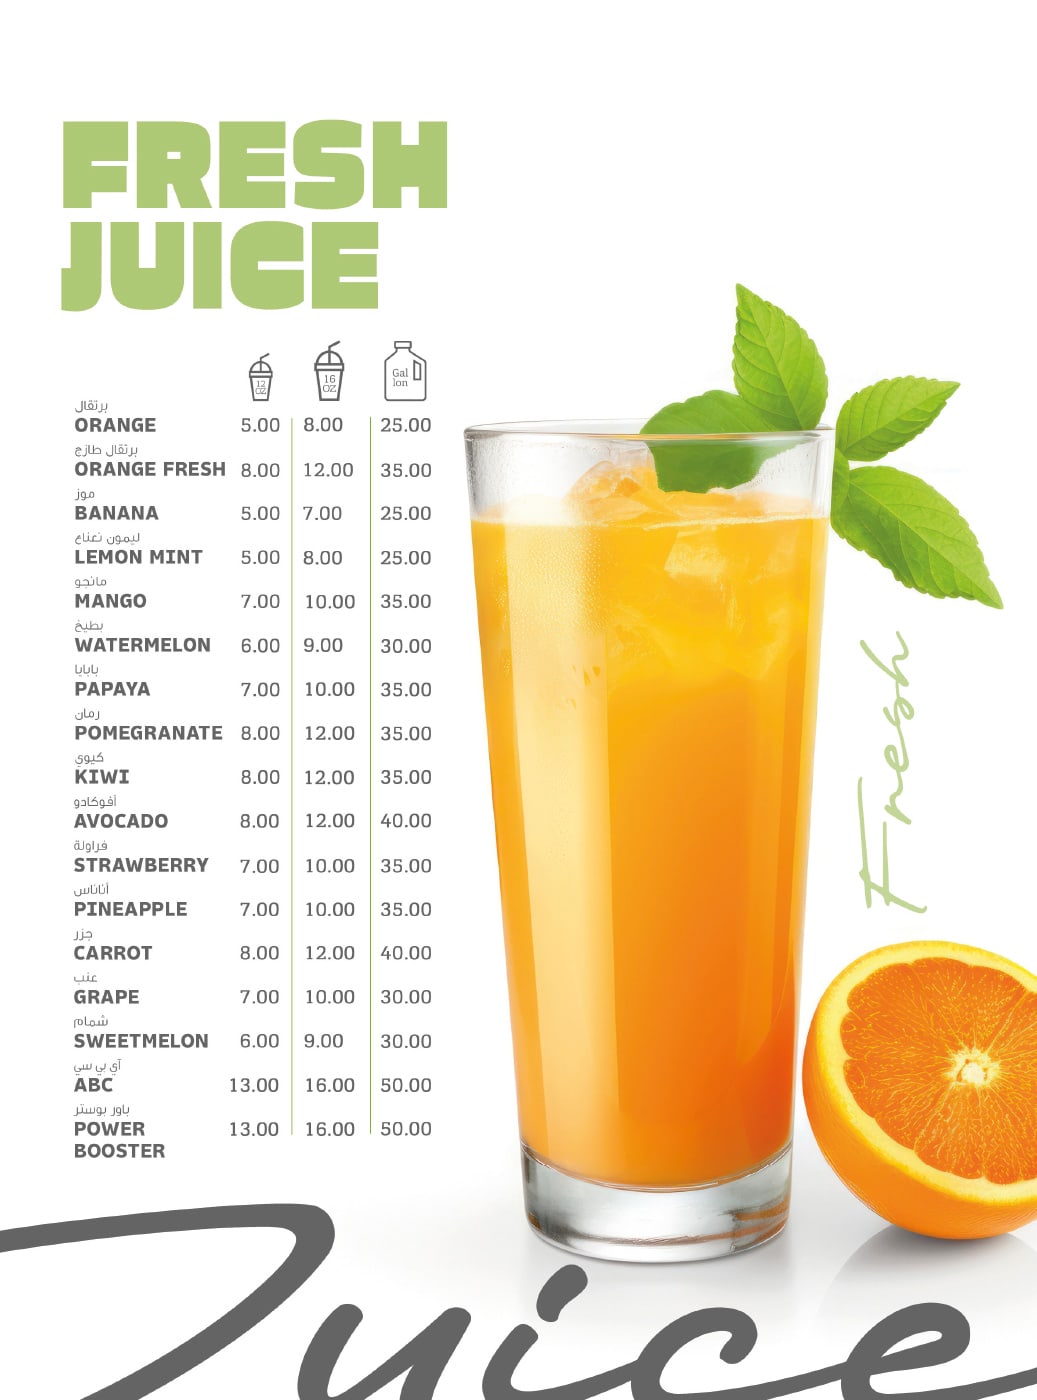 FRESH
JUICE
12 OZ
16 OZ
Gal lon
برتقال
ORANGE 5.00 8.00 25.00
برتقال طازج
ORANGE FRESH 8.00 12.00 35.00
موز
BANANA 5.00 7.00 25.00
ليمون نعناع
LEMON MINT 5.00 8.00 25.00
مانجو
MANGO 7.00 10.00 35.00
بطيخ
WATERMELON 6.00 9.00 30.00
بابايا
PAPAYA 7.00 10.00 35.00
رمان
POMEGRANATE 8.00 12.00 35.00
كيوي
KIWI 8.00 12.00 35.00
أفوكادو
AVOCADO 8.00 12.00 40.00
فراولة
STRAWBERRY 7.00 10.00 35.00
أناناس
PINEAPPLE 7.00 10.00 35.00
جزر
CARROT 8.00 12.00 40.00
عنب
GRAPE 7.00 10.00 30.00
شمام
SWEETMELON 6.00 9.00 30.00
آي بي سي
ABC 13.00 16.00 50.00
باور بوستر
POWER 13.00 16.00 50.00
BOOSTER
Fresh
Juice